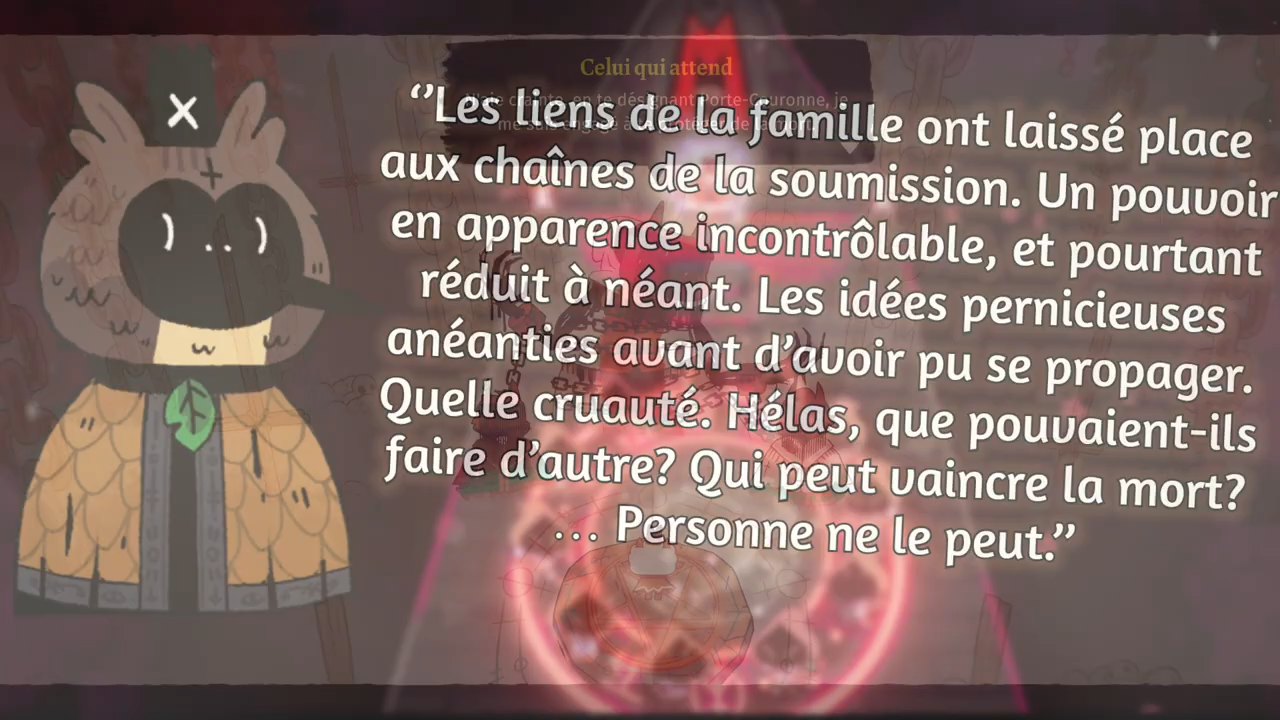 Celui qui attend
‘’Les liens de la famille ont laissé place
aux chaînes de la soumission. Un pouvoir
en apparence incontrôlable, et pourtant
réduit à néant. Les idées pernicieuses
anéanties avant d’avoir pu se propager.
Quelle cruauté. Hélas, que pouvaient-ils
faire d’autre? Qui peut vaincre la mort?
... Personne ne le peut.’’